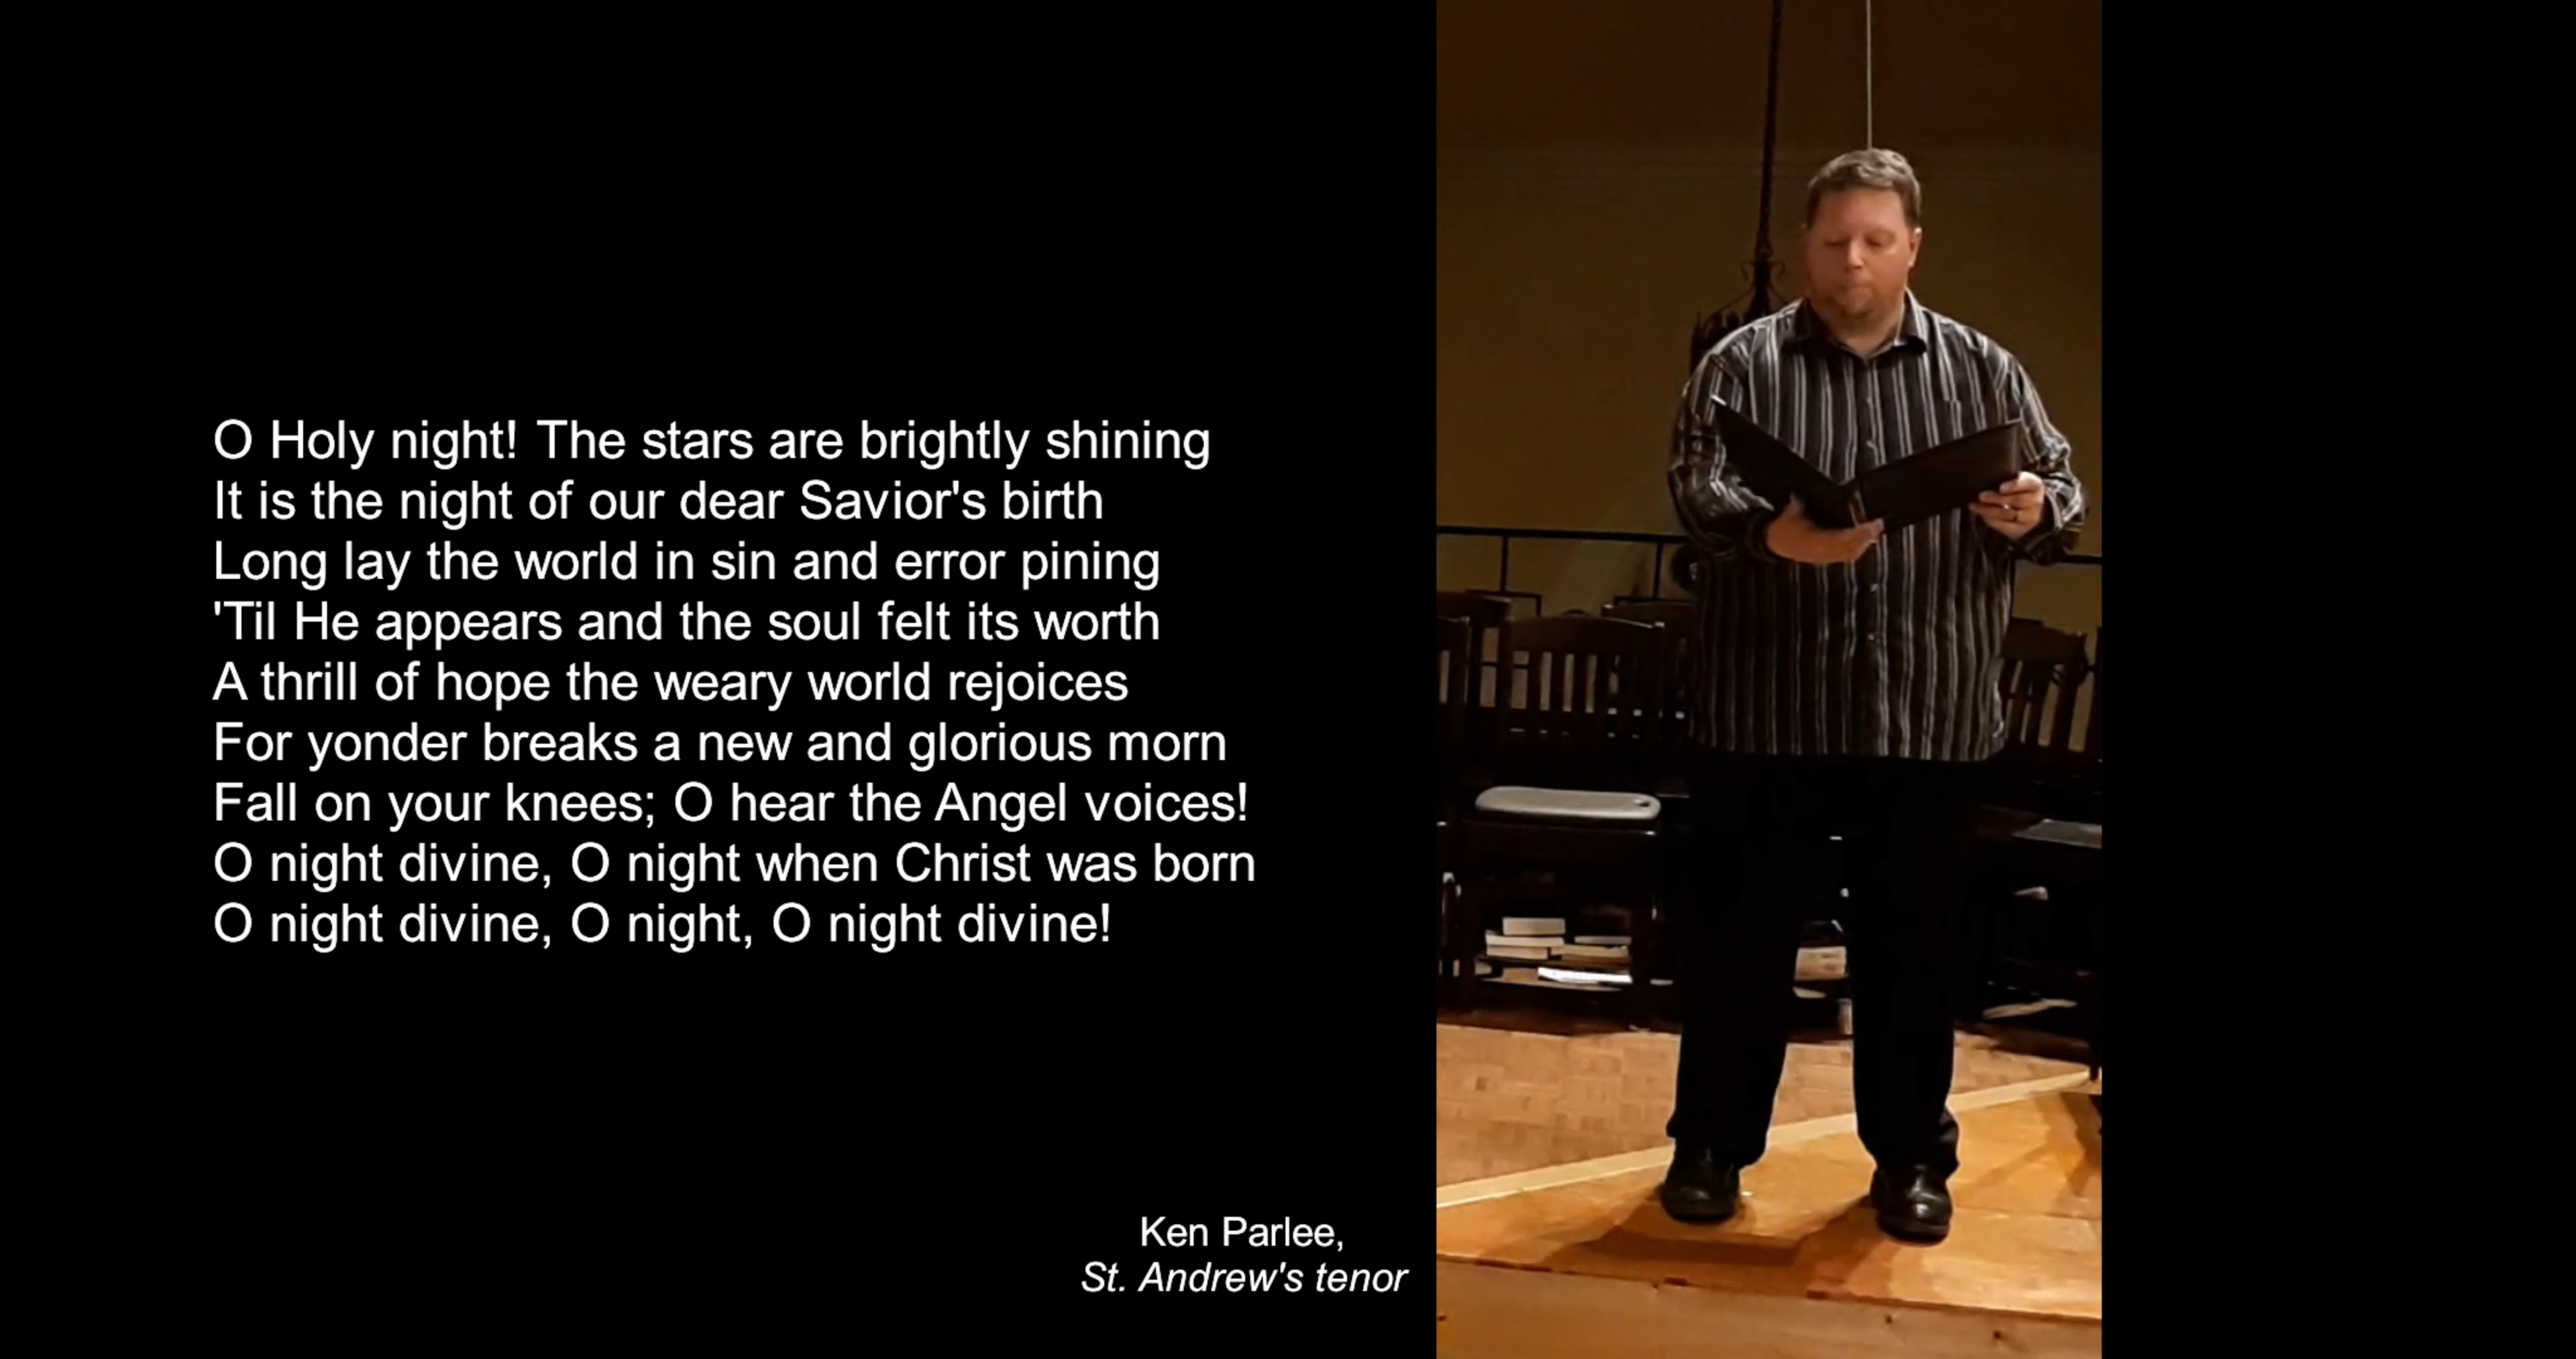 O Holy night! The stars are brightly shining
It is the night of our dear Savior's birth
Long lay the world in sin and error pining
'Til He appears and the soul felt its worth
A thrill of hope the weary world rejoices
For yonder breaks a new and glorious morn
Fall on your knees; O hear the Angel voices!
O night divine, O night when Christ was born
O night divine, O night, O night divine!
Ken Parlee,
St. Andrew's tenor